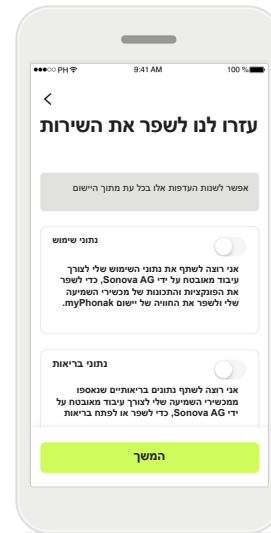 ●●●○○ PH 9:41 AM 100 %
עזרו לנו לשפר את השירות
אפשר לשנות העדפות אלו בכל עת מתוך היישום
נתוני שימוש
אני רוצה לשתף את נתוני השימוש שלי לצורך
עיבוד מאובטח על ידי Sonova AG, כדי לשפר
את הפונקציות והתכונות של מכשירי השמיעה
שלי ולשפר את החוויה של יישום myPhonak.
נתוני בריאות
אני רוצה לשתף נתונים בריאותיים שנאספו
ממכשירי השמיעה שלי לצורך עיבוד מאובטח על
ידי Sonova AG, כדי לשפר או לפתח בריאות
המשך